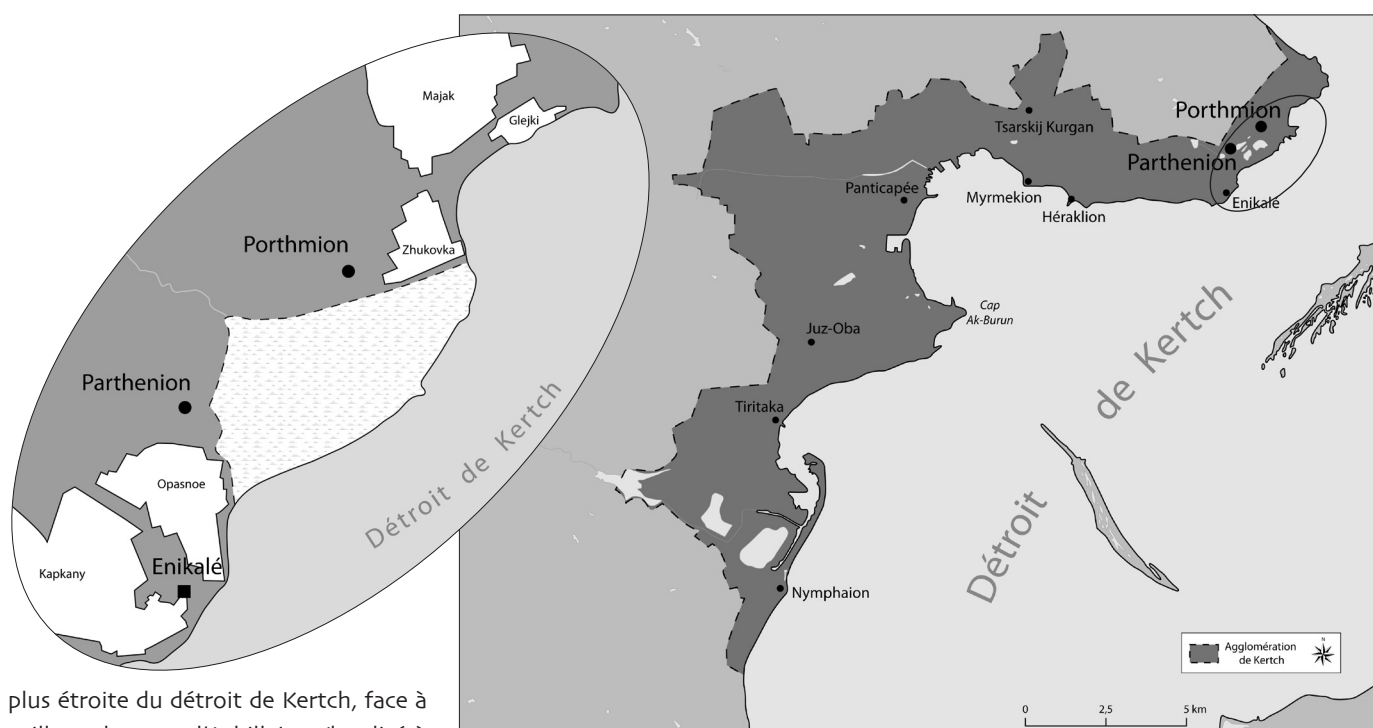 Majak
Glejki
Zhukovka
Porthmion
Parthenion
Opasnoe
Kapkany
Enikalé
Détroit de Kertch
Porthmion
Tsarskij Kurgan
Parthenion
Panticapée
Myrmekion
Héraklion
Enikalé
Cap
Ak-Burun
Juz-Oba
Tiritaka
Nymphaion
Détroit de Kertch
Agglomération
de Kertch
N
0 2,5 5 km
plus étroite du détroit de Kertch, face à